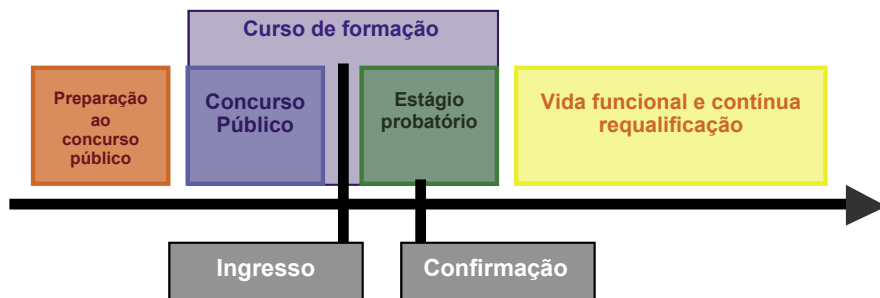 Curso de formação
Preparação
ao
concurso
público
Concurso
Público
Estágio
probatório
Vida funcional e contínua
requalificação
Ingresso
Confirmação